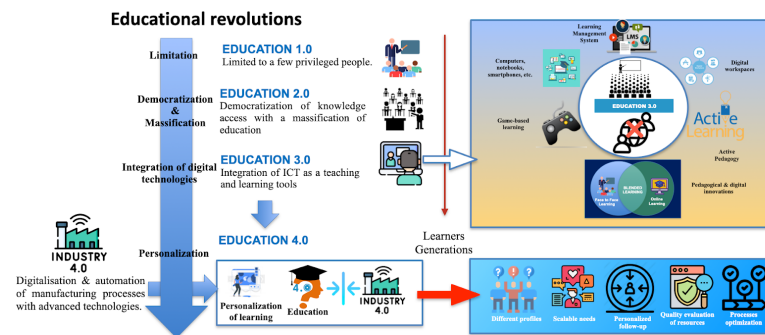 Educational revolutions
Limitation
EDUCATION 1.0
Limited to a few privileged people.
Democratization
&
Massification
EDUCATION 2.0
Democratization of knowledge
access with a massification of
education
Integration of digital
technologies
EDUCATION 3.0
Integration of ICT as a teaching
and learning tools
Personalization
EDUCATION 4.0
INDUSTRY
4.0
Digitalisation & automation
of manufacturing processes
with advanced technologies.
4.0
Personalization
of learning
Education
INDUSTRY
4.0
Learners
Generations
Learning
Management
System
LMS
Computers,
notebooks,
smartphones, etc.
Digital
workspaces
EDUCATION 3.0
Game-based
learning
Active
Learning
Active
Pedagogy
Face to Face
Learning
BLENDED
LEARNING
Online
Learning
Pedagogical & digital
innovations
Different profiles
Scalable needs
Personalized
follow-up
Quality evaluation
of resources
Processes
optimization